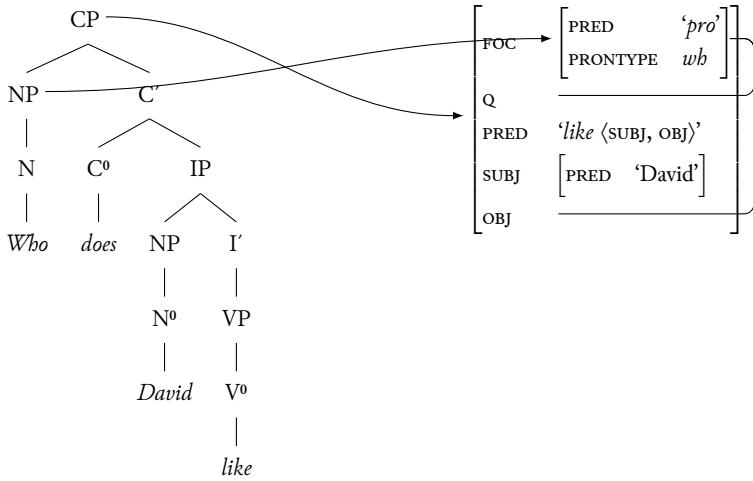 CP
NP C′
N C⁰ IP
Who does NP I′
N⁰ VP
David V⁰
like
FOC PRED ‘pro’
PRONTYPE wh
Q
PRED ‘like ⟨SUBJ, OBJ⟩’
SUBJ PRED ‘David’
OBJ